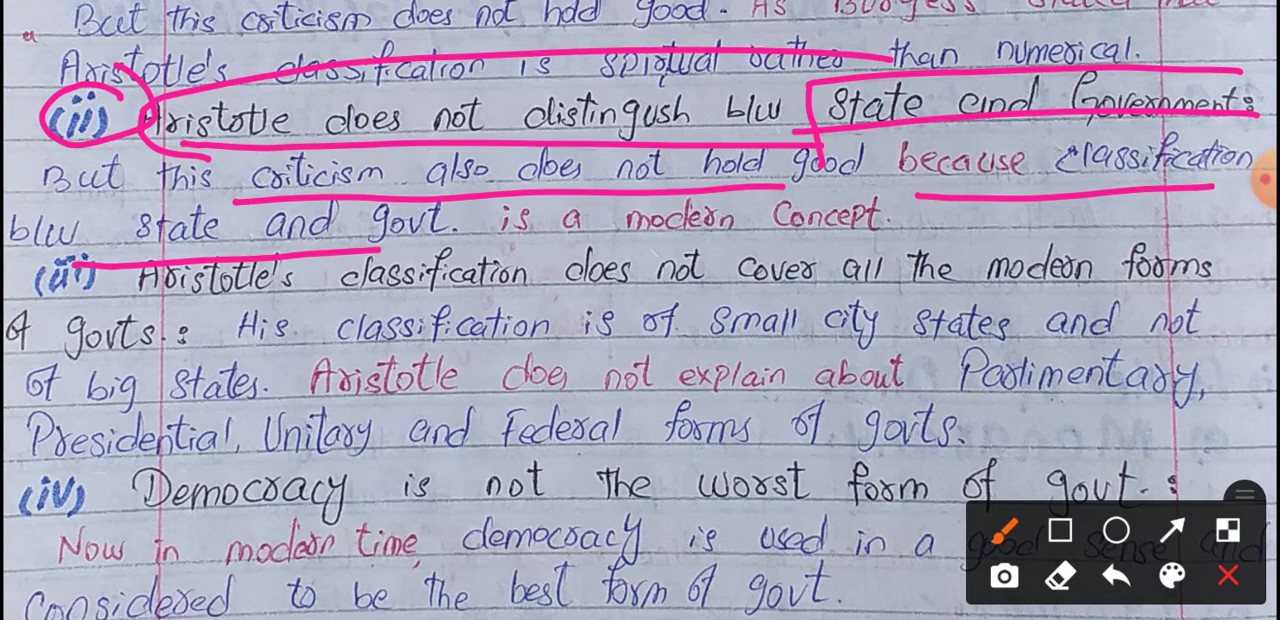 But this criticism does not hold good. As
Aristotle's classification is spiritual rather than numerical.
(ii) Aristotle does not distingush b/w State and Government:
But this criticism also does not hold good because classification
b/w state and govt. is a modern Concept.
(iii) Aristotle's classification does not cover all the modern forms
of govts.: His classification is of small city states and not
of big states. Aristotle does not explain about Parlimentary,
Presidential, Unitary and Federal forms of govts.
(iv) Democracy is not the worst form of govt.:
Now in modern time, democracy is used in a good sense and
Considered to be the best form of govt.